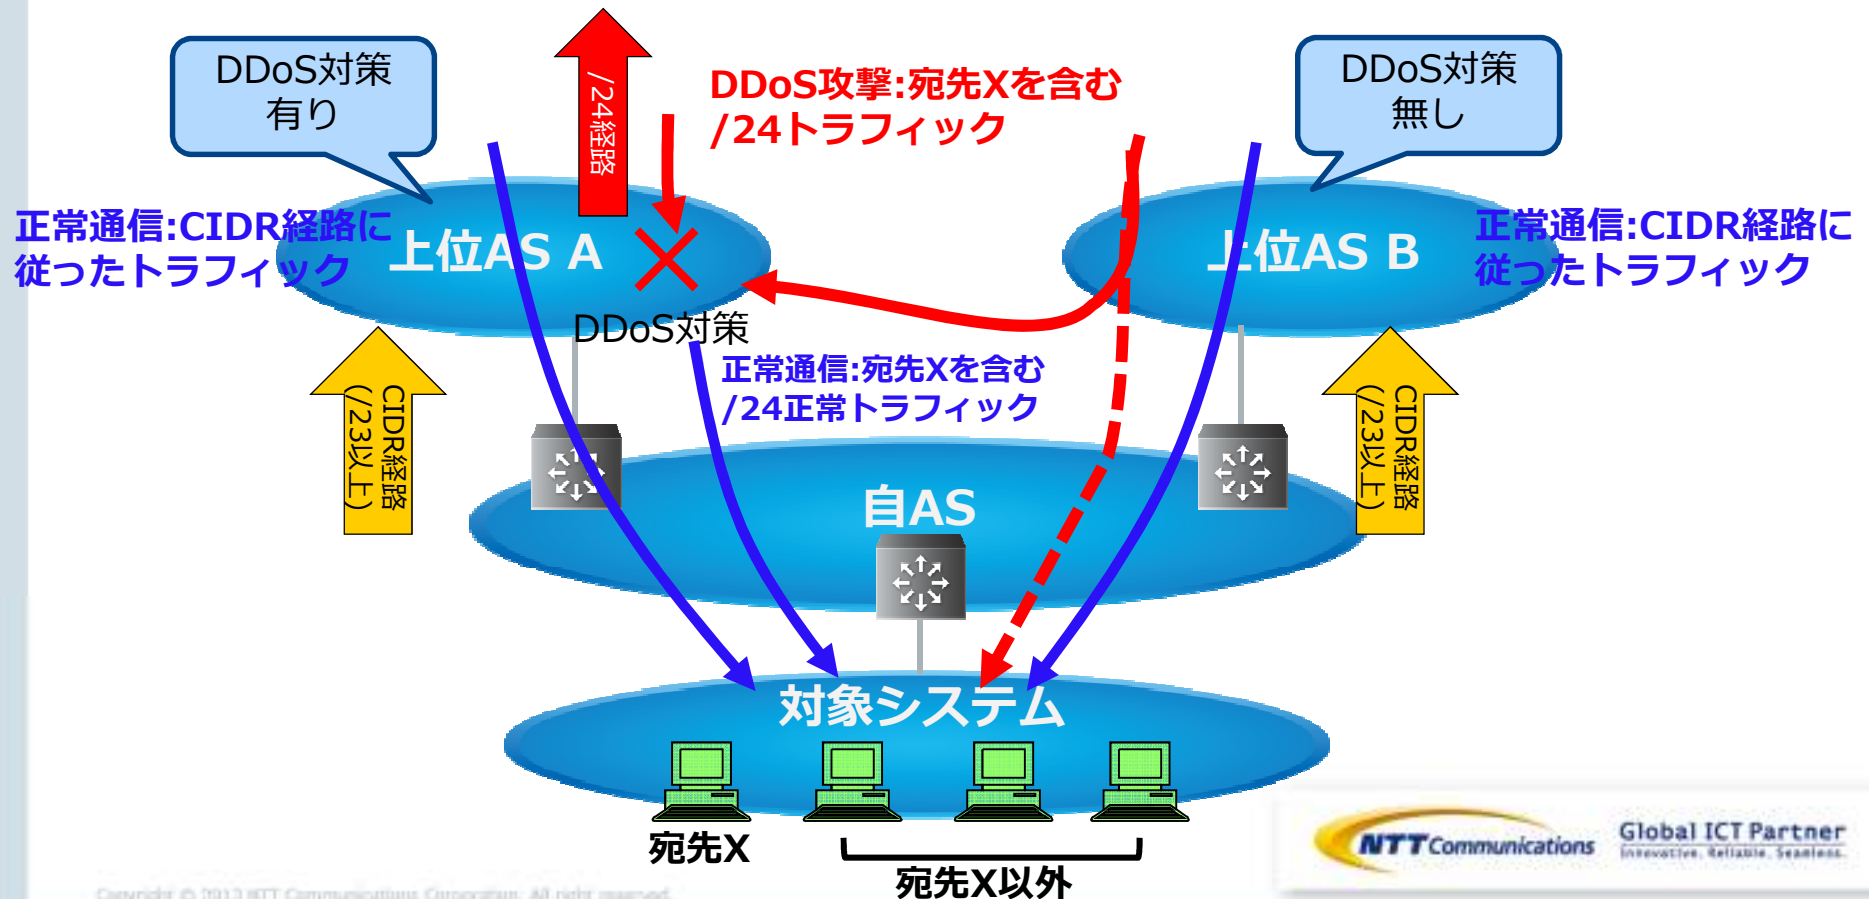 DDoS対策
有り
/24経路
DDoS攻撃:宛先Xを含む
/24トラフィック
DDoS対策
無し
正常通信:CIDR経路に
従ったトラフィック
上位AS A
上位AS B
正常通信:CIDR経路に
従ったトラフィック
DDoS対策
正常通信:宛先Xを含む
/24正常トラフィック
CIDR経路
(/23以上)
CIDR経路
(/23以上)
自AS
対象システム
宛先X
宛先X以外
NTT Communications
Global ICT Partner
Innovative. Reliable. Seamless.
Copyright © 2013 NTT Communications Corporation. All right reserved.